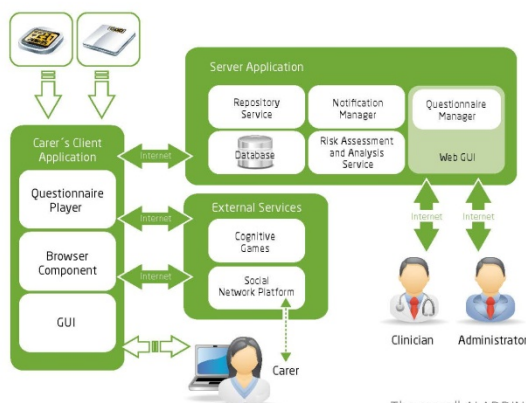 Server Application
Repository
Service
Notification
Manager
Questionnaire
Manager
Database
Risk Assessment
and Analysis
Service
Web GUI
Carer´s Client
Application
Internet
Questionnaire
Player
Browser
Component
GUI
Internet
Internet
External Services
Cognitive
Games
Social
Network Platform
Internet
Internet
Clinician
Administrator
Carer